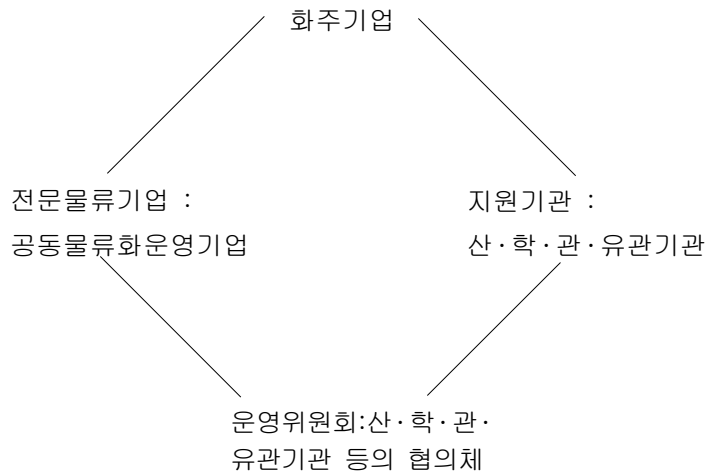 화주기업
전문물류기업 :
공동물류화운영기업
지원기관 :
산·학·관·유관기관
운영위원회:산·학·관·
유관기관 등의 협의체